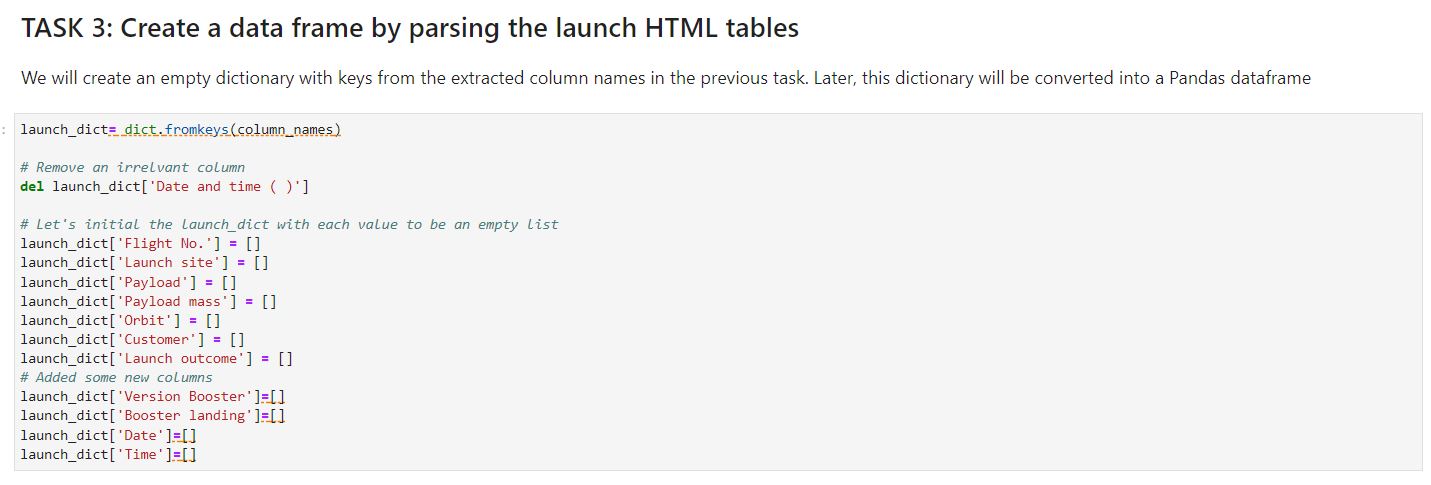 TASK 3: Create a data frame by parsing the launch HTML tables
We will create an empty dictionary with keys from the extracted column names in the previous task. Later, this dictionary will be converted into a Pandas dataframe
:
launch_dict= dict.fromkeys(column_names)
# Remove an irrelvant column
del launch_dict['Date and time ( )']
# Let's initial the launch_dict with each value to be an empty list
launch_dict['Flight No.'] = []
launch_dict['Launch site'] = []
launch_dict['Payload'] = []
launch_dict['Payload mass'] = []
launch_dict['Orbit'] = []
launch_dict['Customer'] = []
launch_dict['Launch outcome'] = []
# Added some new columns
launch_dict['Version Booster']=[]
launch_dict['Booster landing']=[]
launch_dict['Date']=[]
launch_dict['Time']=[]